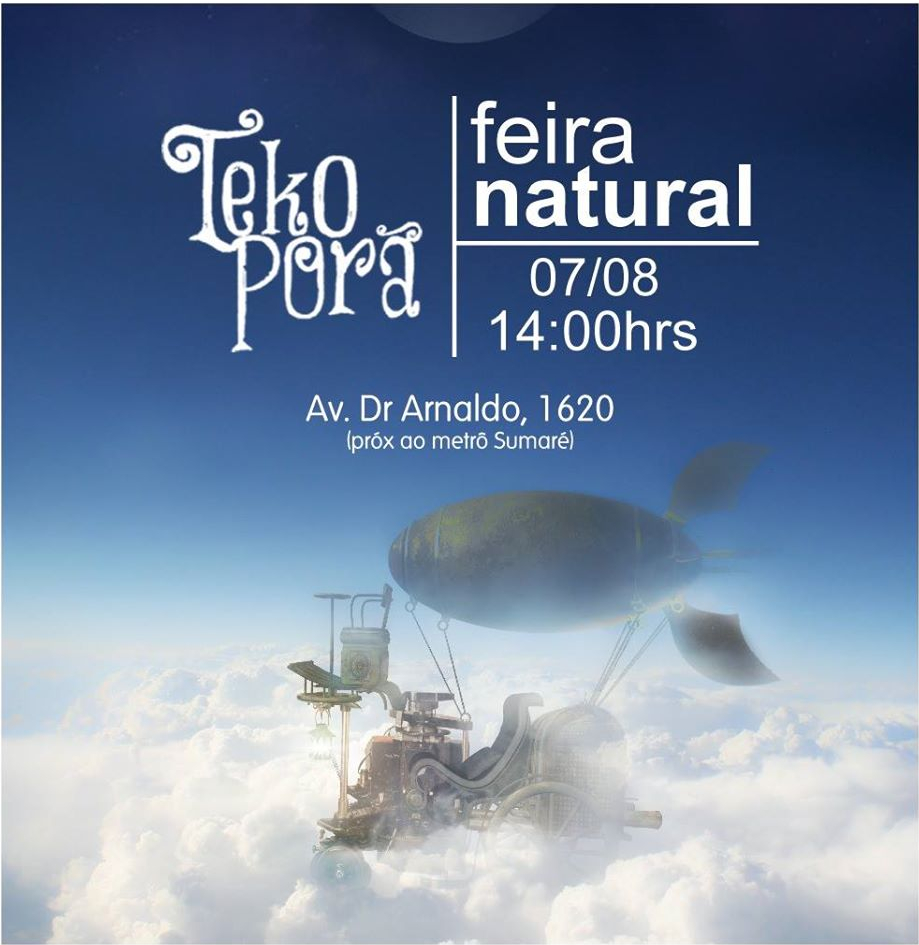 Teko
porã
feira
natural
07/08
14:00hrs
Av. Dr Arnaldo, 1620
(próx ao metrô Sumaré)